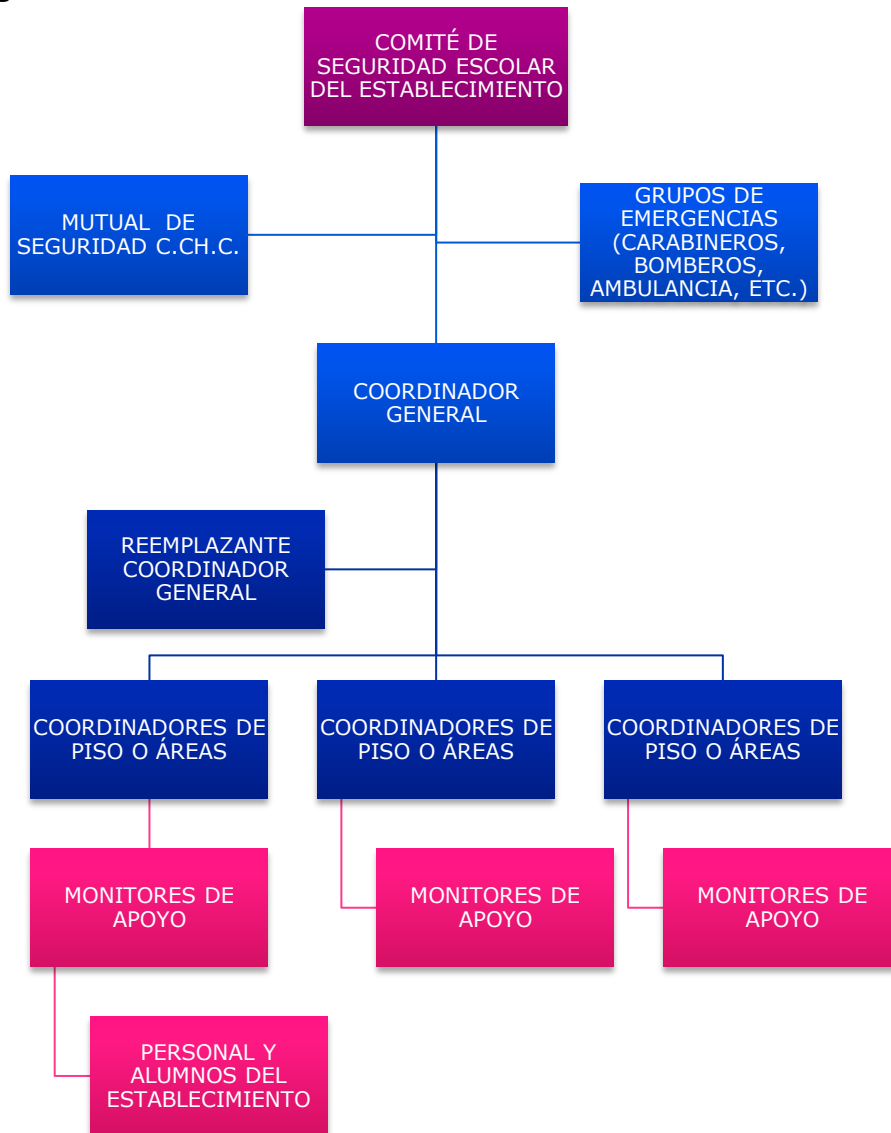 COMITÉ DE
SEGURIDAD ESCOLAR
DEL ESTABLECIMIENTO
MUTUAL DE
SEGURIDAD C.CH.C.
GRUPOS DE
EMERGENCIAS
(CARABINEROS,
BOMBEROS,
AMBULANCIA, ETC.)
COORDINADOR
GENERAL
REEMPLAZANTE
COORDINADOR
GENERAL
COORDINADORES DE
PISO O ÁREAS
COORDINADORES DE
PISO O ÁREAS
COORDINADORES DE
PISO O ÁREAS
MONITORES DE
APOYO
MONITORES DE
APOYO
MONITORES DE
APOYO
PERSONAL Y
ALUMNOS DEL
ESTABLECIMIENTO